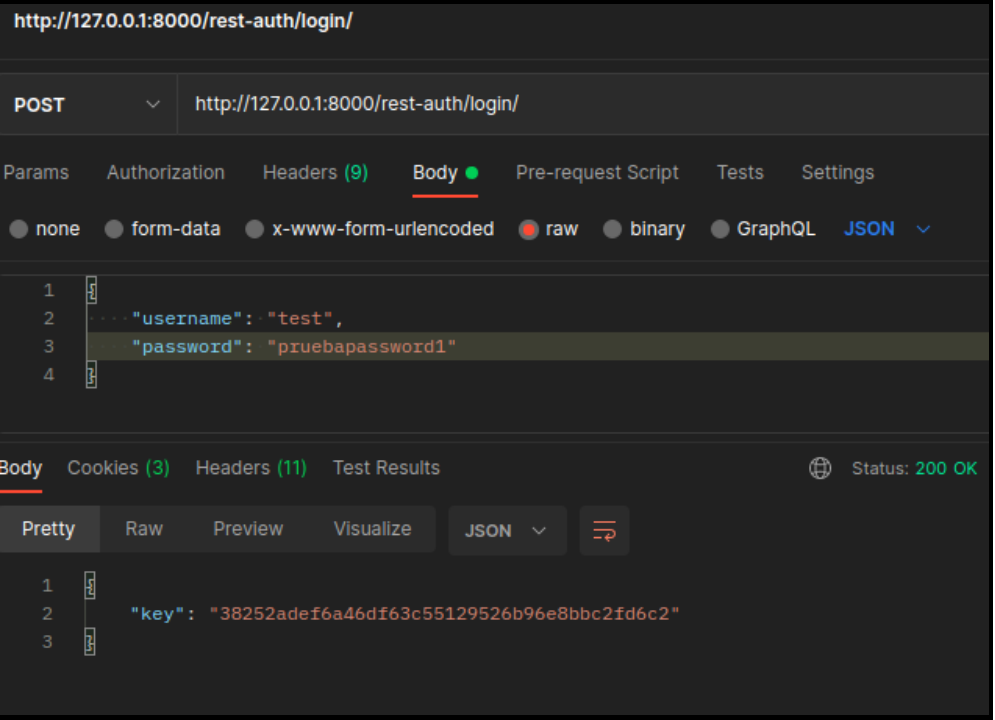 http://127.0.0.1:8000/rest-auth/login/
POST http://127.0.0.1:8000/rest-auth/login/
Params Authorization Headers (9) Body Pre-request Script Tests Settings
none form-data x-www-form-urlencoded raw binary GraphQL JSON
1 {
2 "username": "test",
3 "password": "pruebapassword1"
4 }
Body Cookies (3) Headers (11) Test Results Status: 200 OK
Pretty Raw Preview Visualize JSON
1 {
2 "key": "38252adef6a46df63c55129526b96e8bbc2fd6c2"
3 }